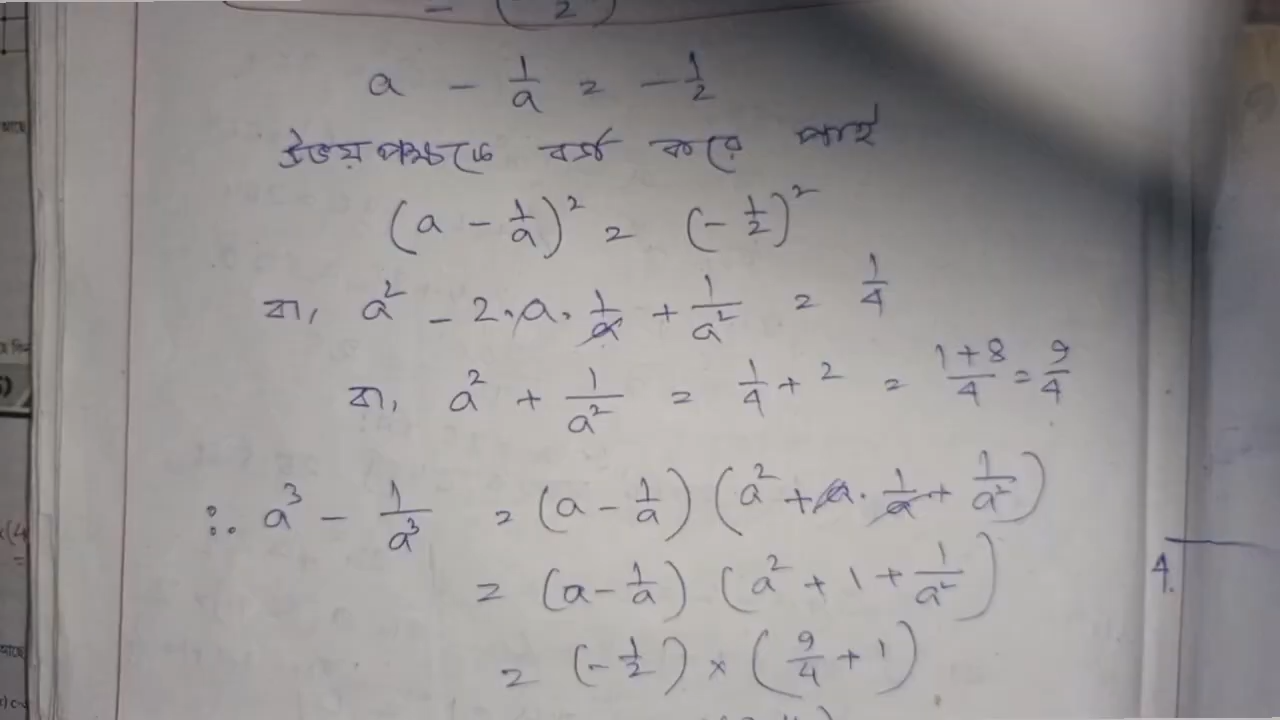 = ( 2 )
a - 1/a = - 1/2
উভয়পক্ষকে বর্গ করে পাই
(a - 1/a)² = (- 1/2)²
বা, a² - 2.a. 1/a + 1/a² = 1/4
বা, a² + 1/a² = 1/4 + 2 = 1+8/4 = 9/4
∴ a³ - 1/a³ = (a - 1/a) (a² + a. 1/a + 1/a²)
= (a - 1/a) (a² + 1 + 1/a²)
4.
= (- 1/2) × (9/4 + 1)